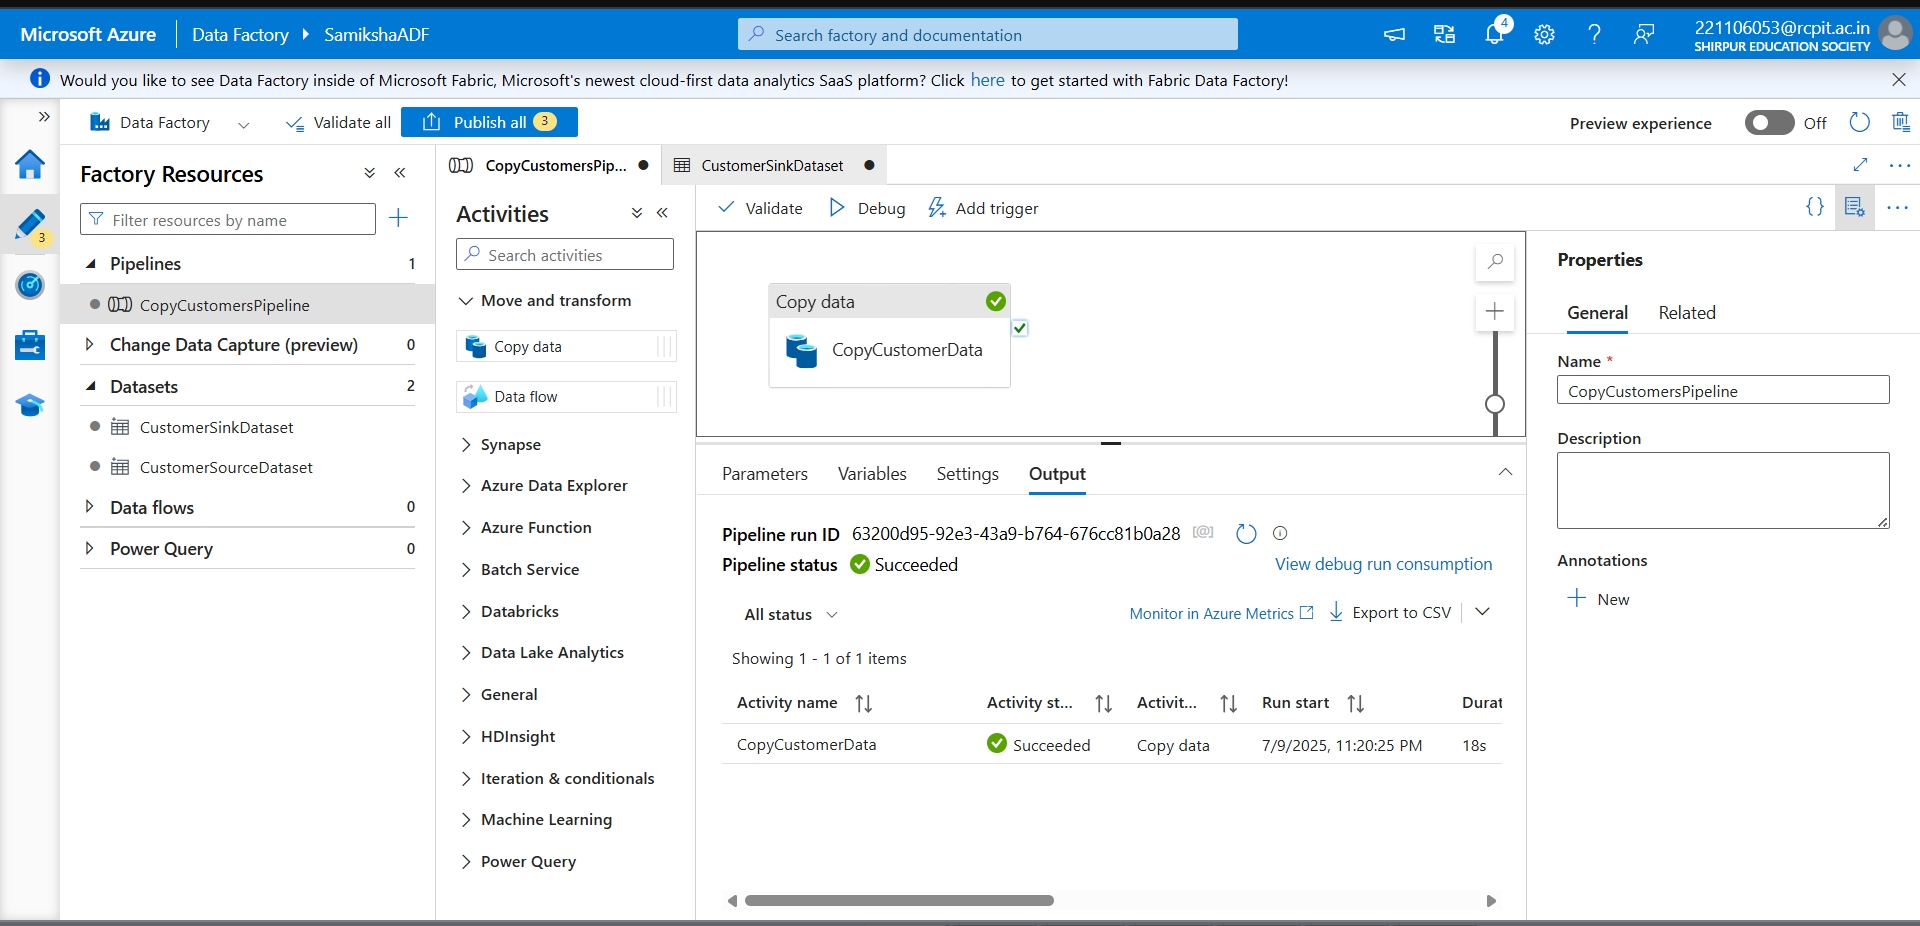 Microsoft Azure
Data Factory
SamikshaADF
Search factory and documentation
4
221106053@rcpit.ac.in
SHIRPUR EDUCATION SOCIETY
Would you like to see Data Factory inside of Microsoft Fabric, Microsoft's newest cloud-first data analytics SaaS platform? Click here to get started with Fabric Data Factory!
Data Factory
Validate all
Publish all 3
Preview experience
Off
3
Factory Resources
Filter resources by name
Pipelines 1
CopyCustomersPipeline
Change Data Capture (preview) 0
Datasets 2
CustomerSinkDataset
CustomerSourceDataset
Data flows 0
Power Query 0
CopyCustomersPip...
CustomerSinkDataset
Activities
Search activities
Move and transform
Copy data
Data flow
Synapse
Azure Data Explorer
Azure Function
Batch Service
Databricks
Data Lake Analytics
General
HDInsight
Iteration & conditionals
Machine Learning
Power Query
Validate
Debug
Add trigger
{}
Copy data
CopyCustomerData
Parameters
Variables
Settings
Output
Pipeline run ID 63200d95-92e3-43a9-b764-676cc81b0a28
Pipeline status Succeeded
View debug run consumption
All status
Monitor in Azure Metrics
Export to CSV
Showing 1 - 1 of 1 items
Activity name
Activity st...
Activit...
Run start
Durat
CopyCustomerData
Succeeded
Copy data
7/9/2025, 11:20:25 PM
18s
Properties
General
Related
Name *
CopyCustomersPipeline
Description
Annotations
New